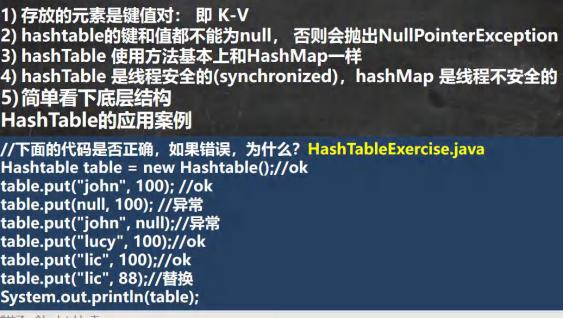 1) 存放的元素是键值对： 即 K-V
2) hashtable的键和值都不能为null， 否则会抛出NullPointerException
3) hashTable 使用方法基本上和HashMap一样
4) hashTable 是线程安全的(synchronized)，hashMap 是线程不安全的
5)简单看下底层结构
HashTable的应用案例
//下面的代码是否正确，如果错误，为什么？HashTableExercise.java
Hashtable table = new Hashtable();//ok
table.put("john", 100); //ok
table.put(null, 100); //异常
table.put("john", null);//异常
table.put("lucy", 100);//ok
table.put("lic", 100);//ok
table.put("lic", 88);//替换
System.out.println(table);